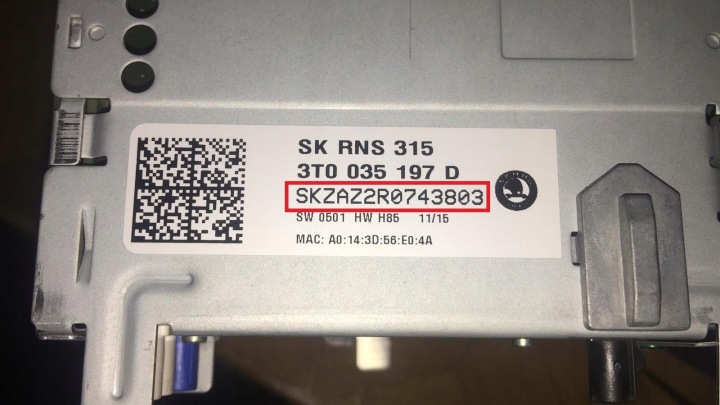 SK RNS 315
3T0 035 197 D
SKZAZ2R0743803
SW 0501 HW H85 11/15
MAC: A0:14:3D:56:E0:4A